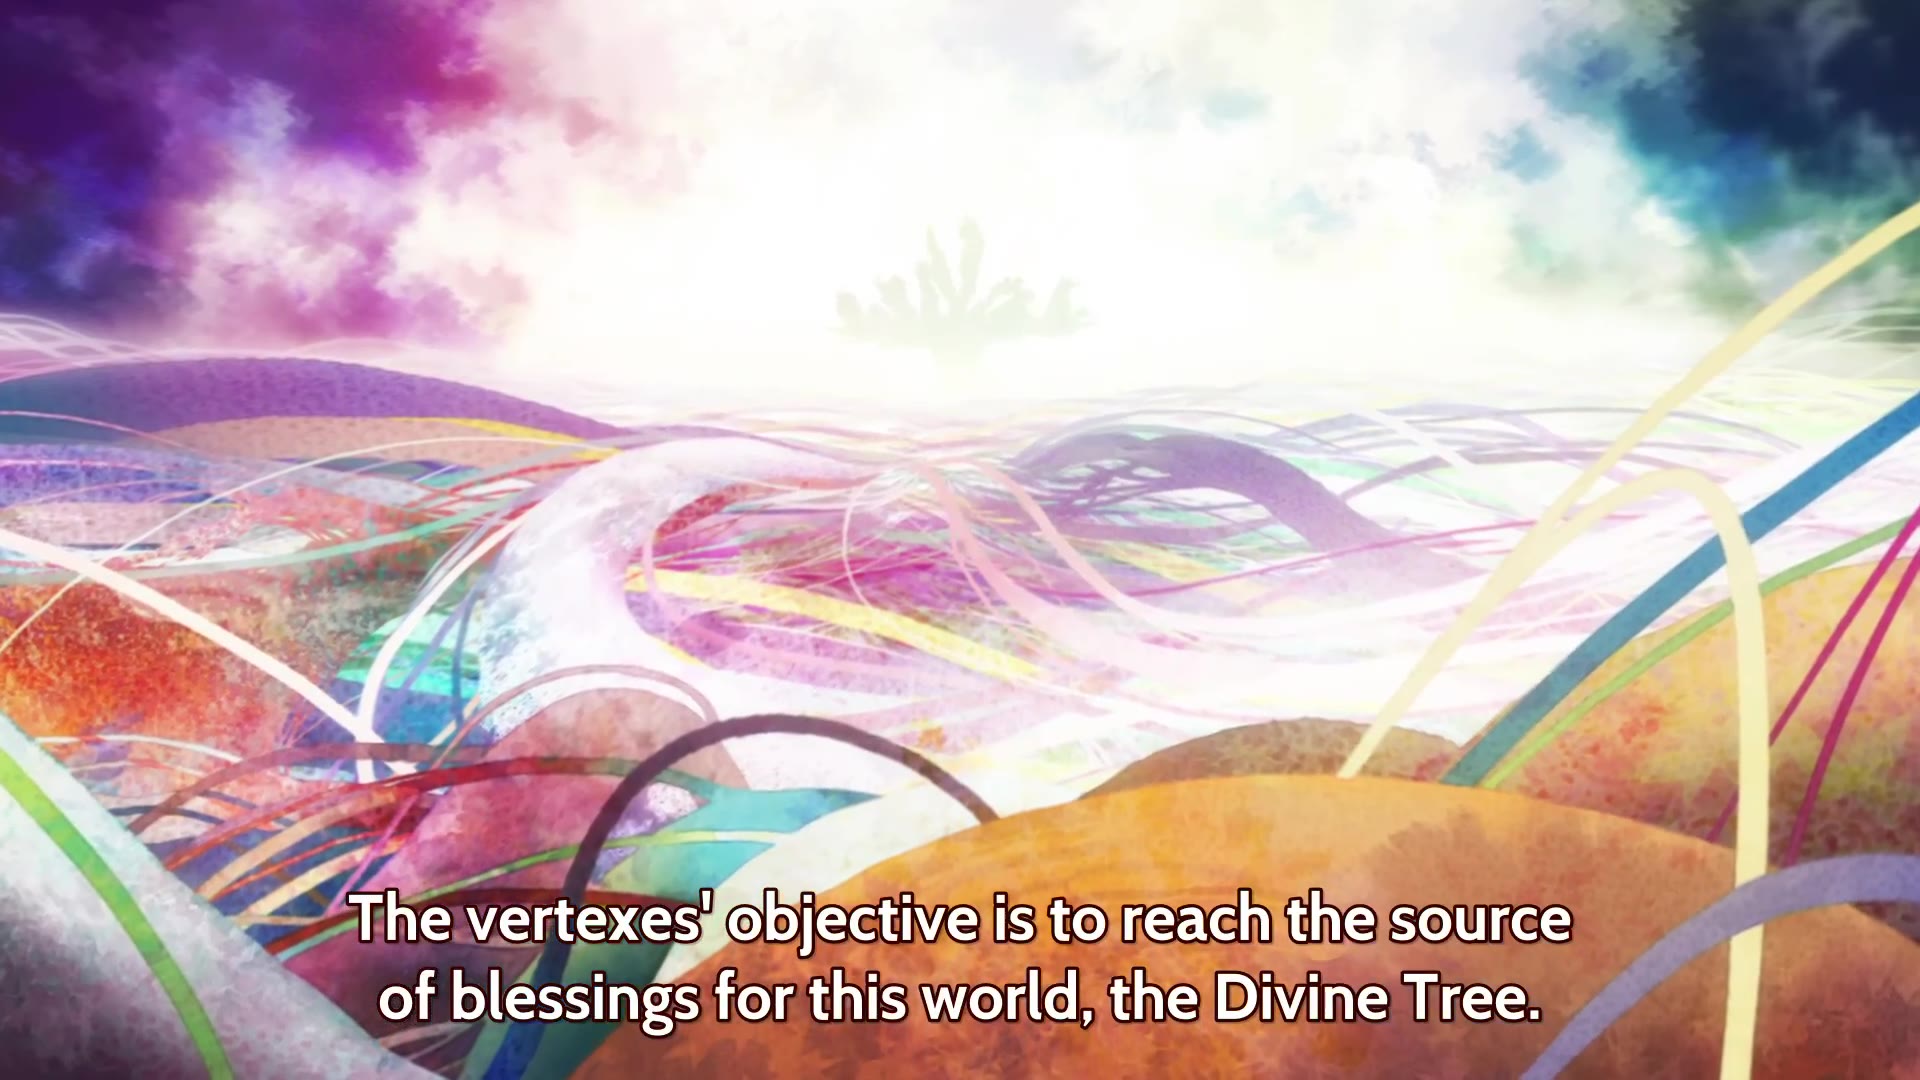 The vertexes' objective is to reach the source
of blessings for this world, the Divine Tree.